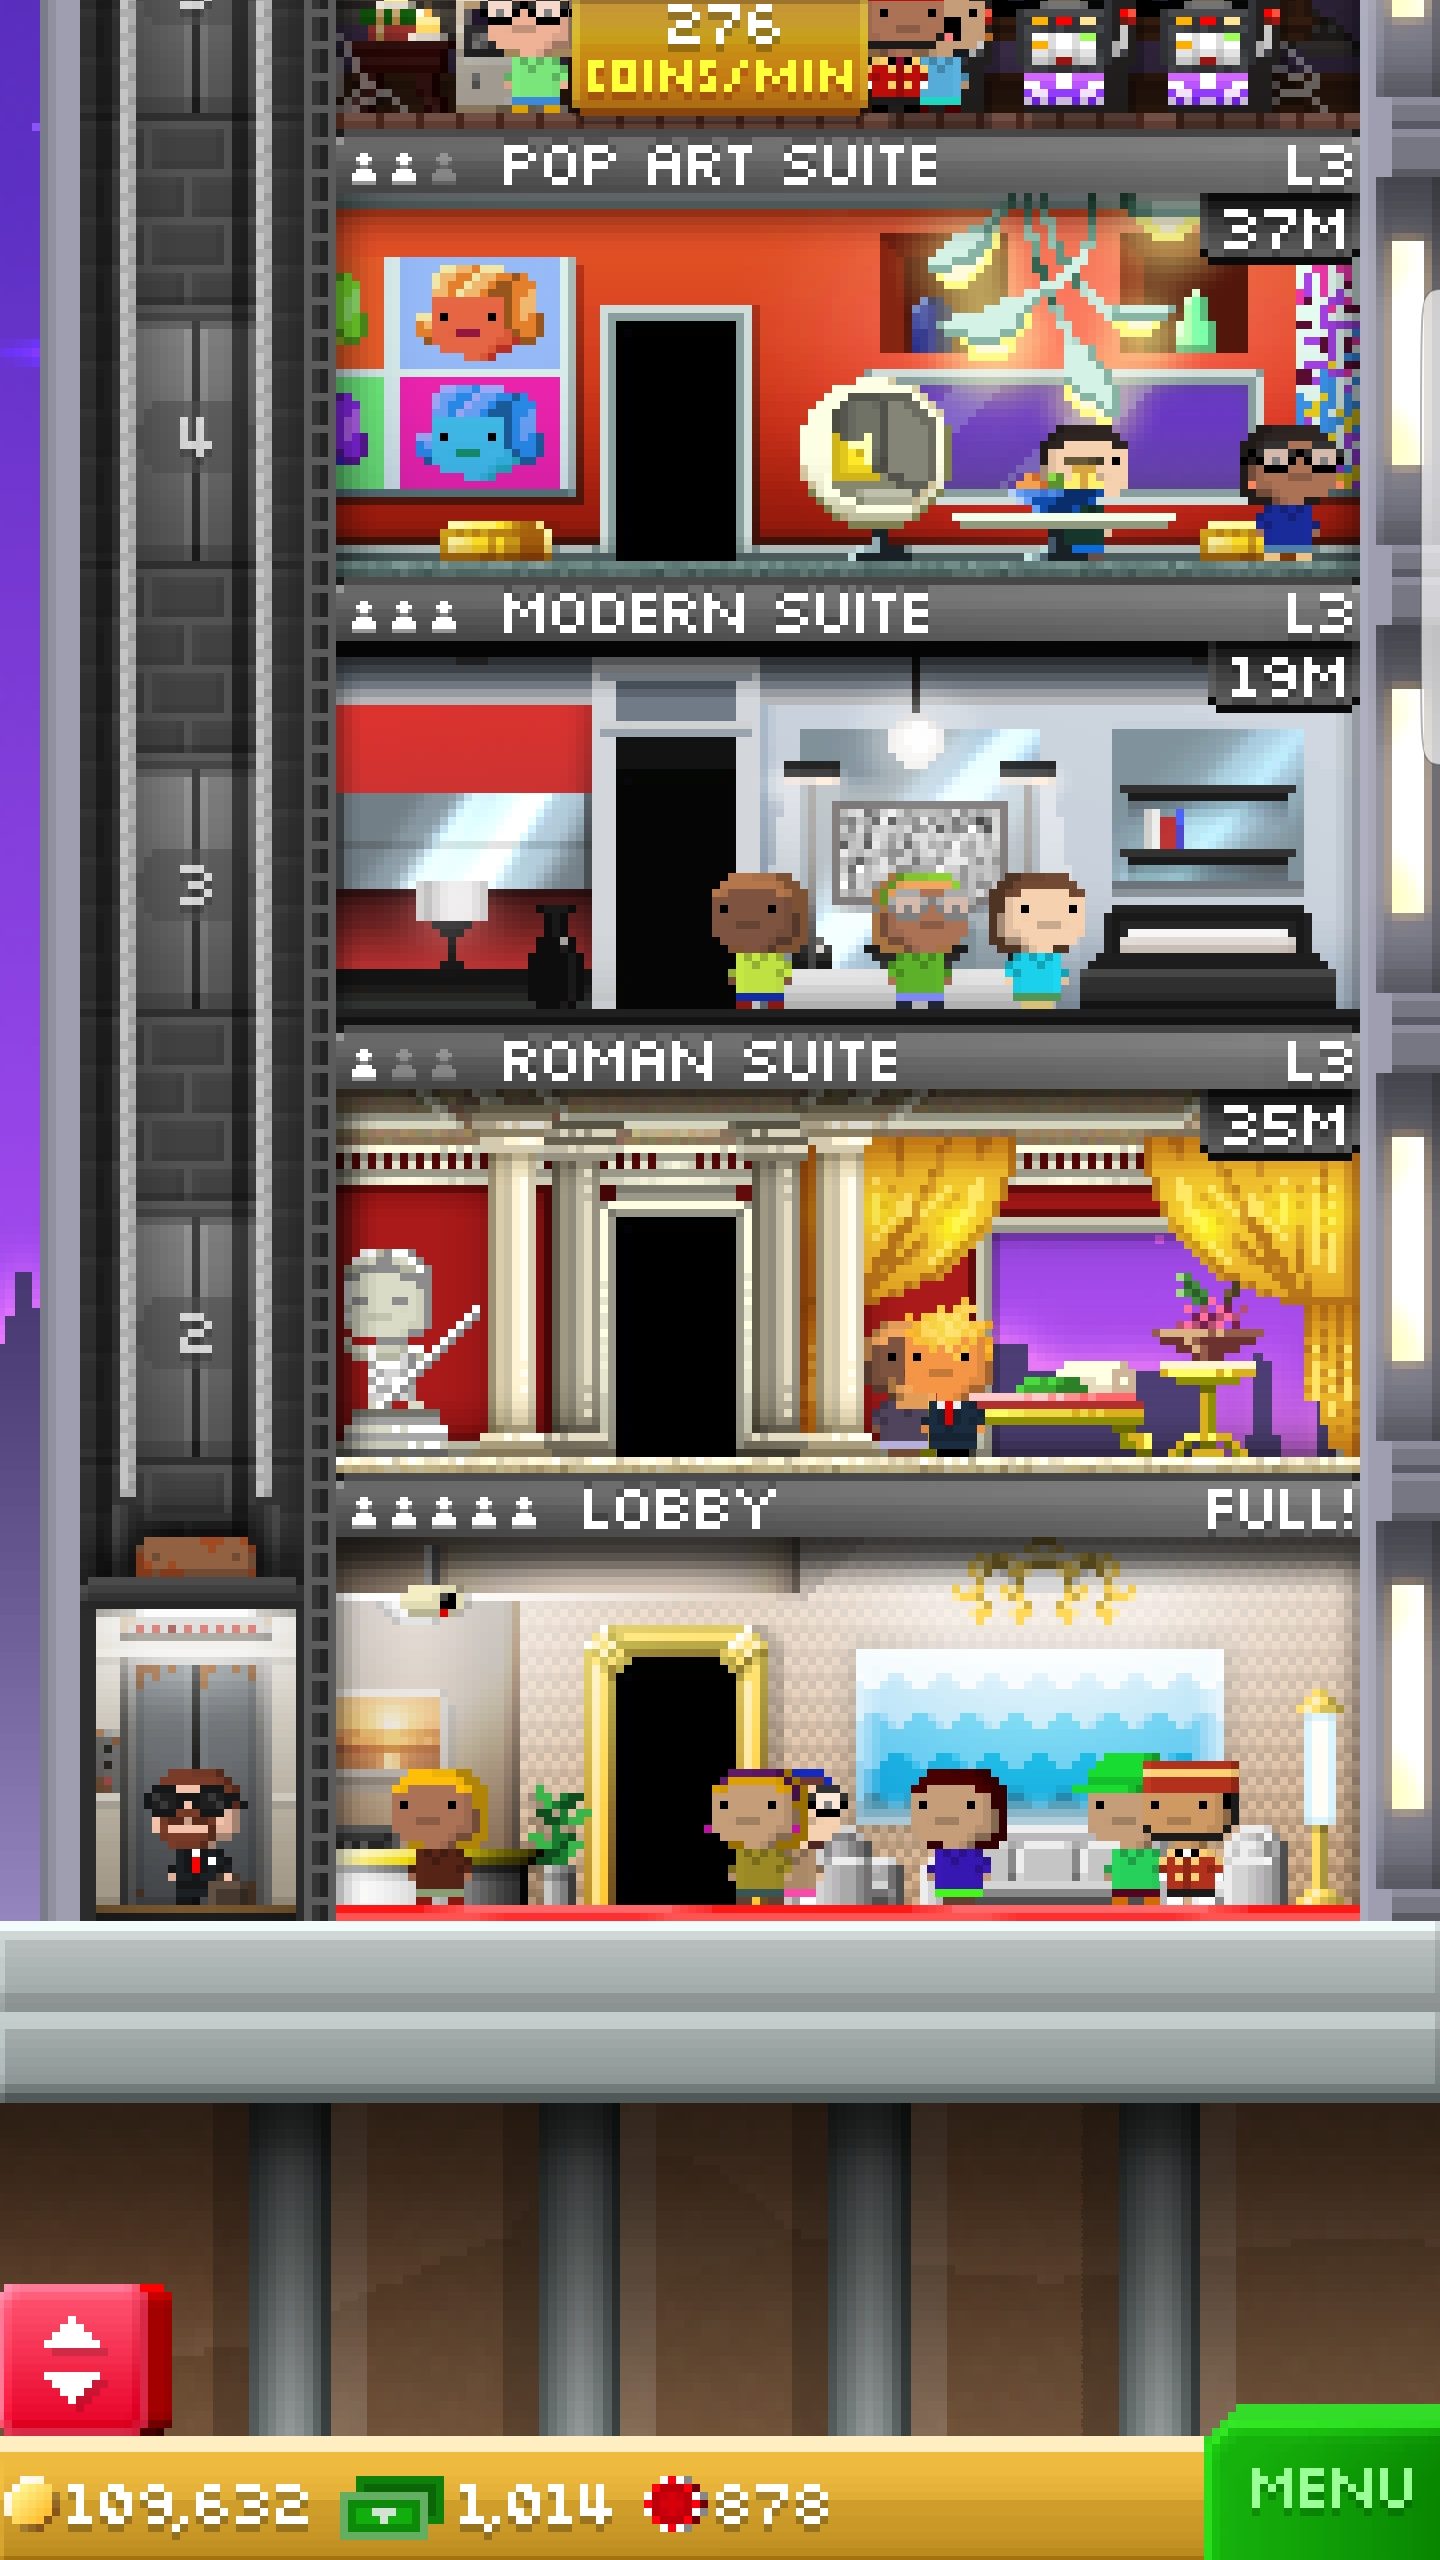 276
COINS/MIN
POP ART SUITE L3
37M
4
MODERN SUITE L3
19M
3
ROMAN SUITE L3
35M
2
LOBBY FULL!
109,632 1,014 878
MENU